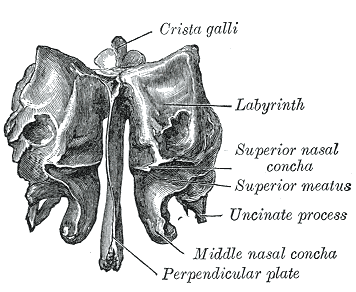 Crista galli
Labyrinth
Superior nasal
concha
Superior meatus
Uncinate process
Middle nasal concha
Perpendicular plate